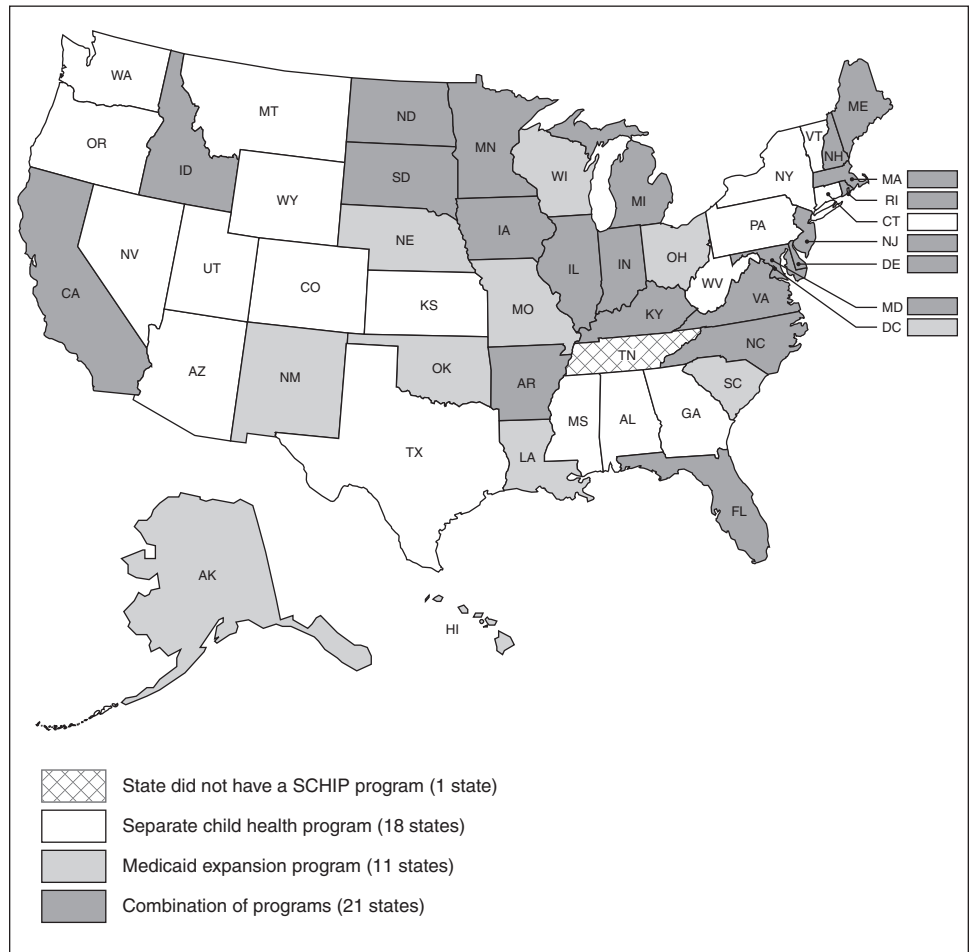 WA
MT
ND
MN
ME
OR
ID
SD
WI
MI
VT
NH
NY
MA
RI
CT
NJ
DE
MD
DC
WY
NE
IA
PA
NV
UT
CO
KS
MO
IL
IN
OH
WV
VA
KY
CA
NC
TN
SC
AZ
NM
OK
AR
MS
AL
GA
TX
LA
FL
AK
HI
State did not have a SCHIP program (1 state)
Separate child health program (18 states)
Medicaid expansion program (11 states)
Combination of programs (21 states)